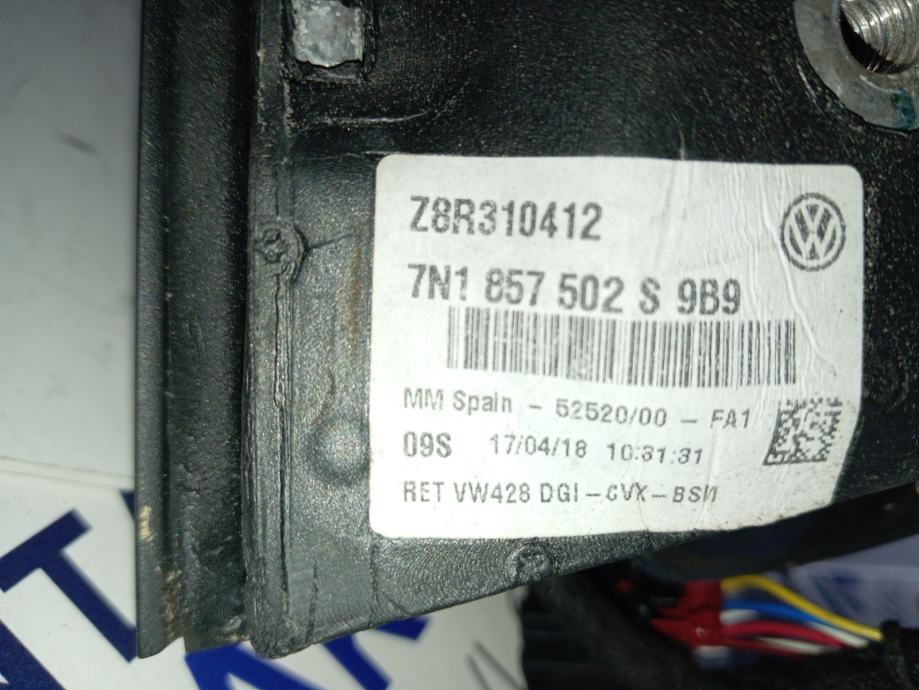 Z8R310412
7N1 857 502 S 9B9
MM Spain - 52520/00 - FA1
09S 17/04/18 10:31:31
RET VW428 DGI-CVX-BSM